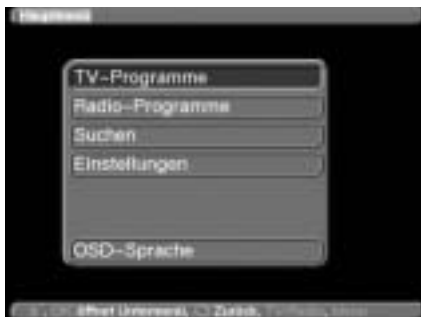 Hauptmenü
TV-Programme
Radio-Programme
Suchen
Einstellungen
OSD-Sprache
öffnet Untermenü, Zurück,